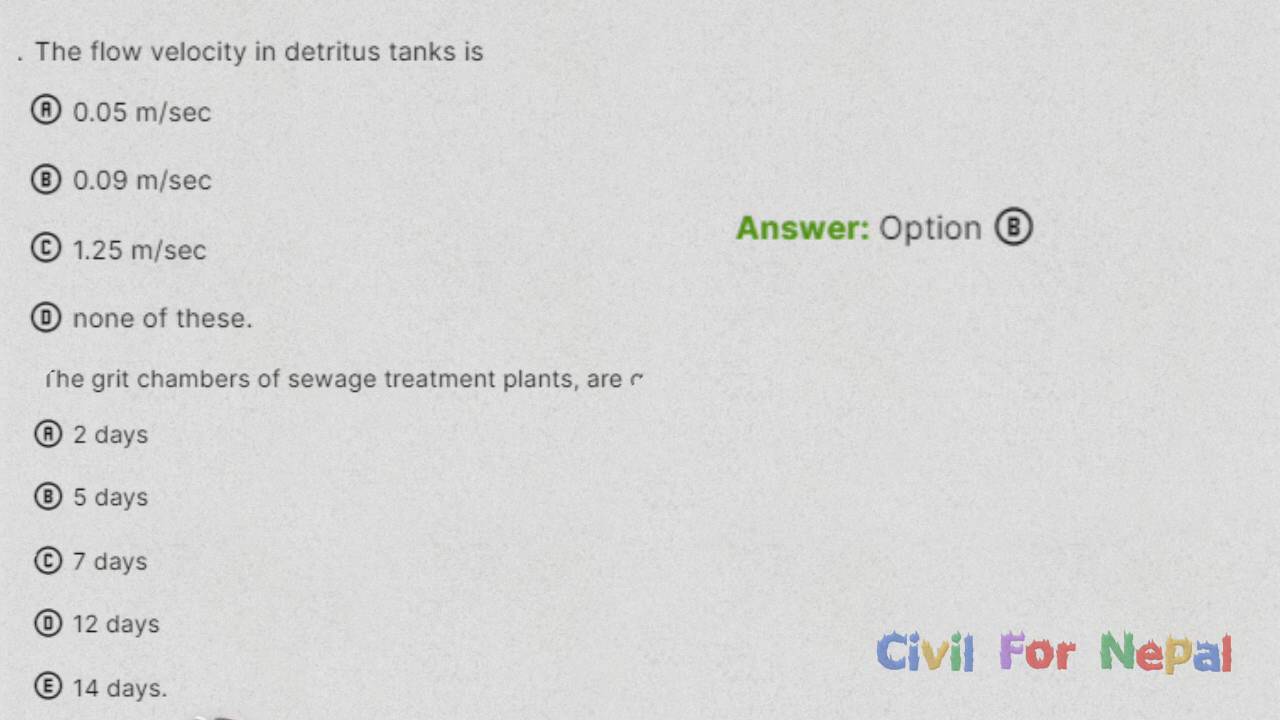 . The flow velocity in detritus tanks is
Ⓐ 0.05 m/sec
Ⓑ 0.09 m/sec
Ⓒ 1.25 m/sec
Ⓓ none of these.
Answer: Option Ⓑ
The grit chambers of sewage treatment plants, are
Ⓐ 2 days
Ⓑ 5 days
Ⓒ 7 days
Ⓓ 12 days
Ⓔ 14 days.
Civil For Nepal